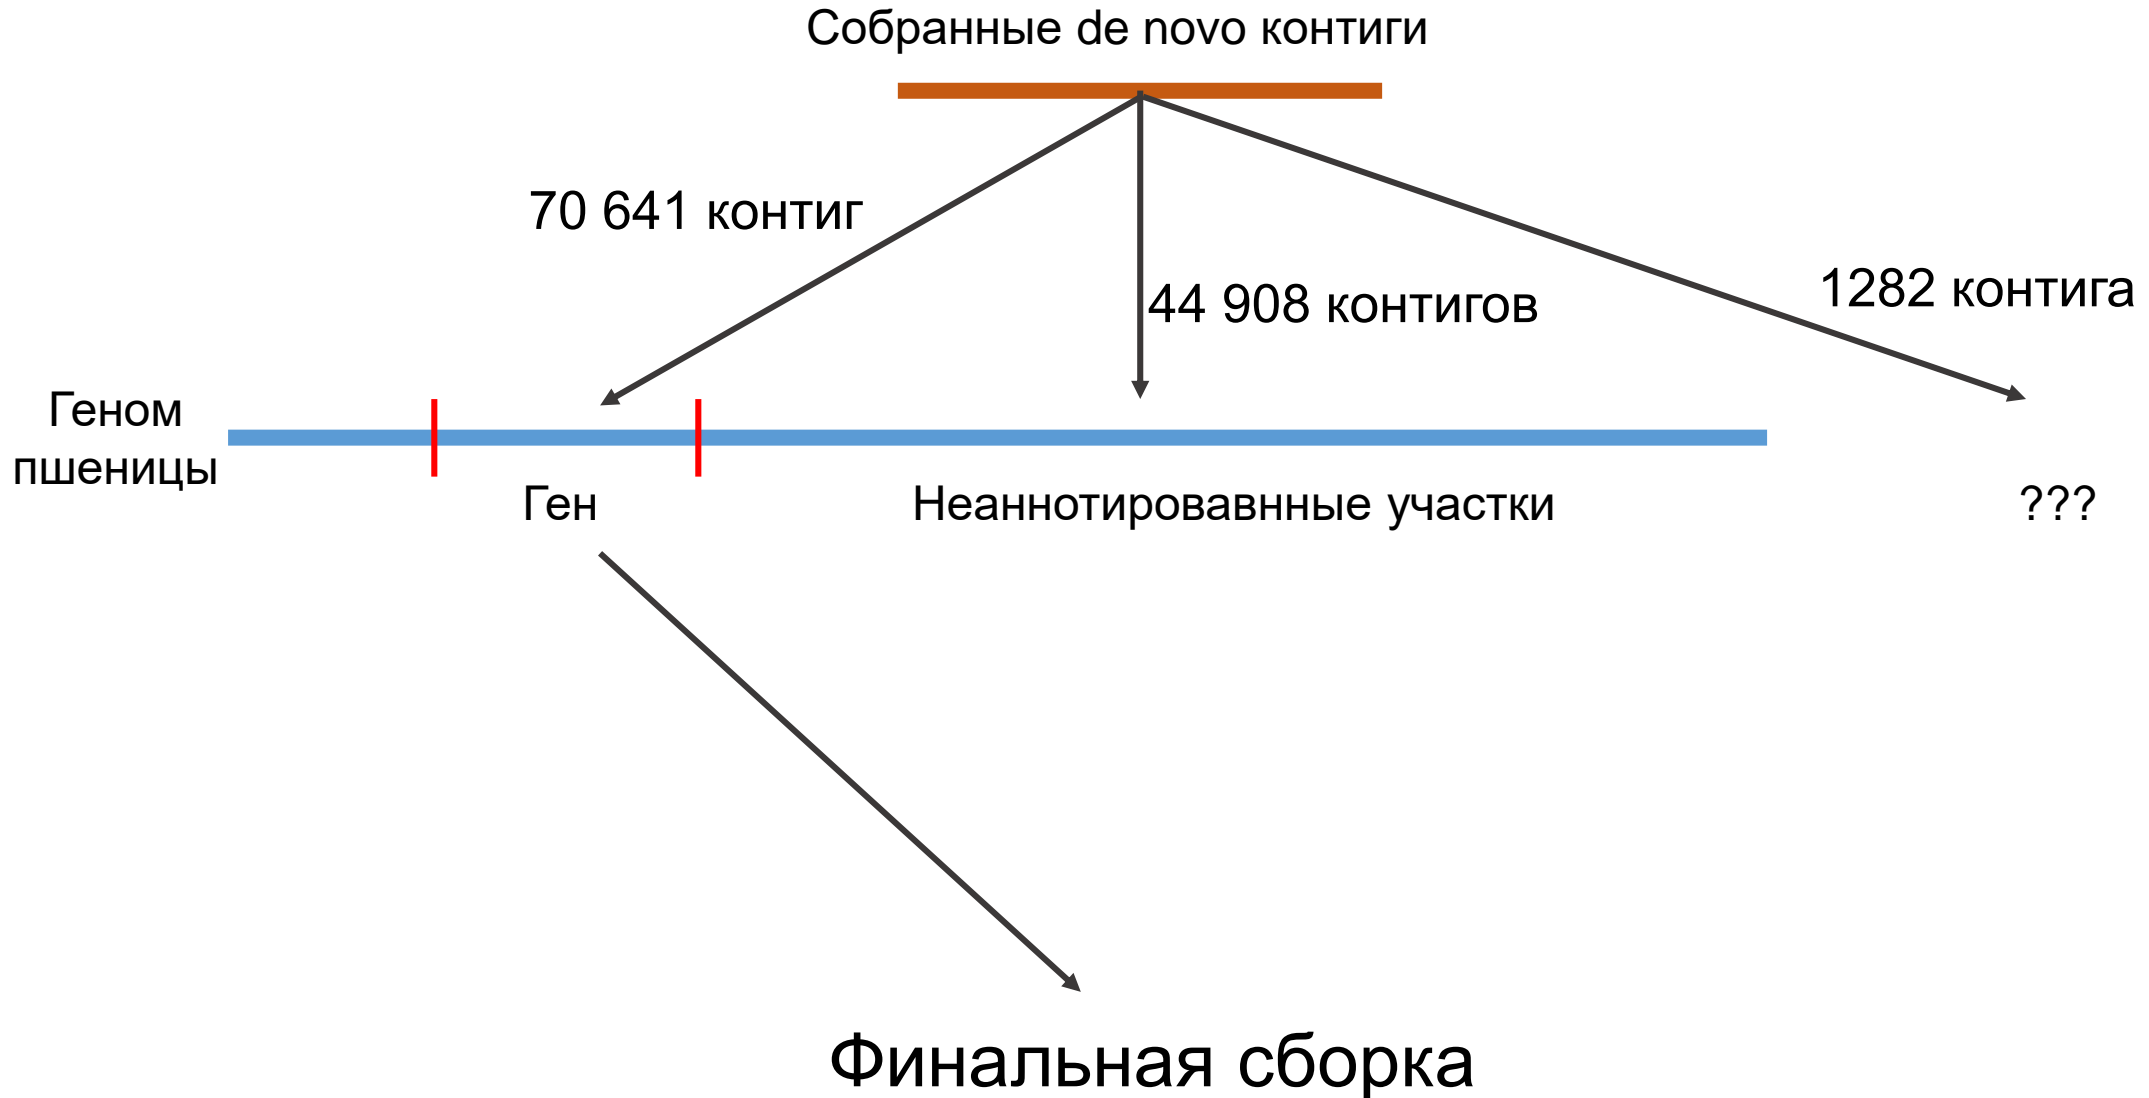 Собранные de novo контиги
70 641 контиг
44 908 контигов
1282 контига
Геном
пшеницы
Ген
Неаннотировавнные участки
???
Финальная сборка